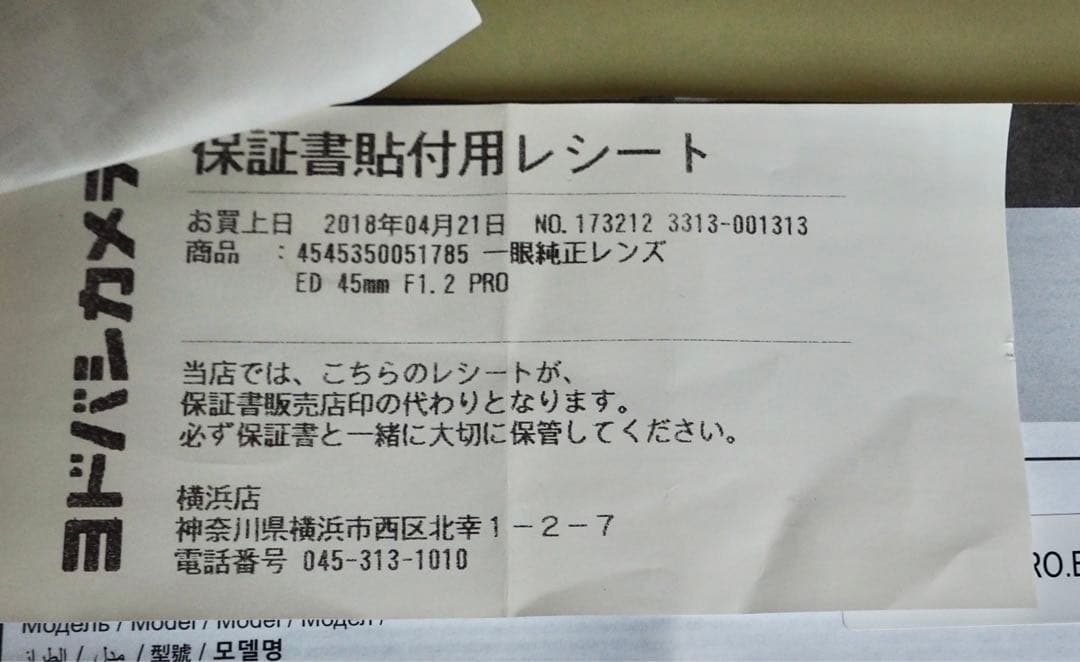 保証書貼付用レシート
お買上日 2018年04月21日 NO.173212 3313-001313
商品 :4545350051785 一眼純正レンズ
ED 45mm F1.2 PRO
当店では、こちらのレシートが、
保証書販売店印の代わりとなります。
必ず保証書と一緒に大切に保管してください。
横浜店
神奈川県横浜市西区北幸1-2-7
電話番号 045-313-1010
ヨドバシカメラ
RO.E
Модель / Model / Model / Модел /
مدل / 型號 / 모델명